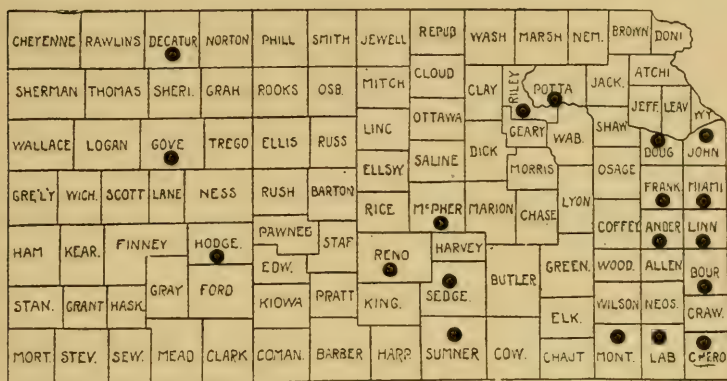 CHEYENNE RAWLINS DECATUR NORTON PHILL SMITH JEWELL REPUB WASH MARSH NEM. BROWN DONI
SHERMAN THOMAS SHERI. GRAH ROOKS OSB. MITCH CLOUD CLAY RILEY POTTA JACK. ATCHI
JEFF. LEAV WY
WALLACE LOGAN GOVE TREGO ELLIS RUSS LINC OTTAWA GEARY WAB. SHAW DOUG JOHN.
ELLSW SALINE DICK MORRIS OSAGE
GRE'L'Y WICH. SCOTT LANE NESS RUSH BARTON RICE McPHER MARION CHASE LYON FRANK. MIAMI
COFFEY ANDER LINN
HAM KEAR. FINNEY HODGE. PAWNEE STAF RENO HARVEY
EDW. BUTLER GREEN. WOOD. ALLEN BOUR
STAN. GRANT HASK. GRAY FORD KIOWA PRATT KING. SEDGE. ELK. WILSON NEOS. CRAW.
MORT. STEV. SEW. MEAD CLARK COMAN. BARBER HARP. SUMNER COW. CHAUT MONT. LAB CHERO